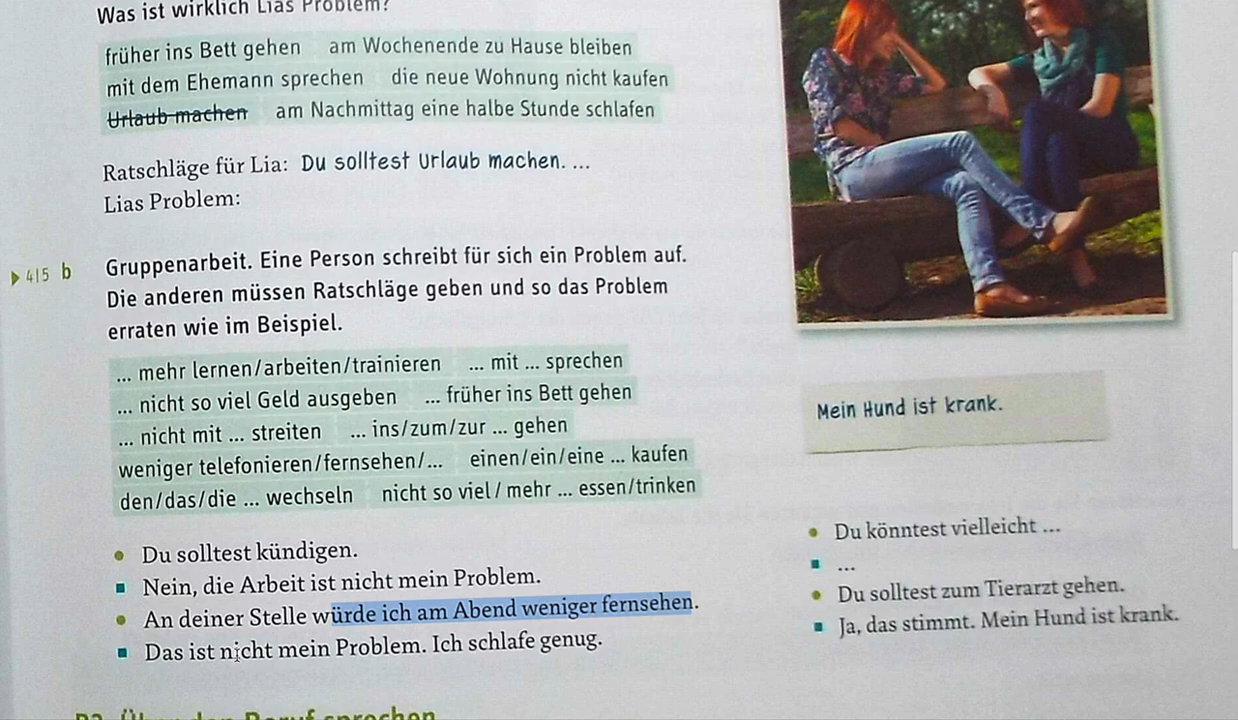 Was ist wirklich Lias Problem?
früher ins Bett gehen am Wochenende zu Hause bleiben
mit dem Ehemann sprechen die neue Wohnung nicht kaufen
Urlaub machen am Nachmittag eine halbe Stunde schlafen
Ratschläge für Lia: Du solltest Urlaub machen. ...
Lias Problem:
4|5 b Gruppenarbeit. Eine Person schreibt für sich ein Problem auf.
Die anderen müssen Ratschläge geben und so das Problem
erraten wie im Beispiel.
... mehr lernen/arbeiten/trainieren ... mit ... sprechen
... nicht so viel Geld ausgeben ... früher ins Bett gehen
... nicht mit ... streiten ... ins/zum/zur ... gehen
weniger telefonieren/fernsehen/... einen/ein/eine ... kaufen
den/das/die ... wechseln nicht so viel/mehr ... essen/trinken
Mein Hund ist krank.
• Du solltest kündigen.
▪ Nein, die Arbeit ist nicht mein Problem.
• An deiner Stelle würde ich am Abend weniger fernsehen.
▪ Das ist nicht mein Problem. Ich schlafe genug.
• Du könntest vielleicht ...
▪ ...
• Du solltest zum Tierarzt gehen.
▪ Ja, das stimmt. Mein Hund ist krank.